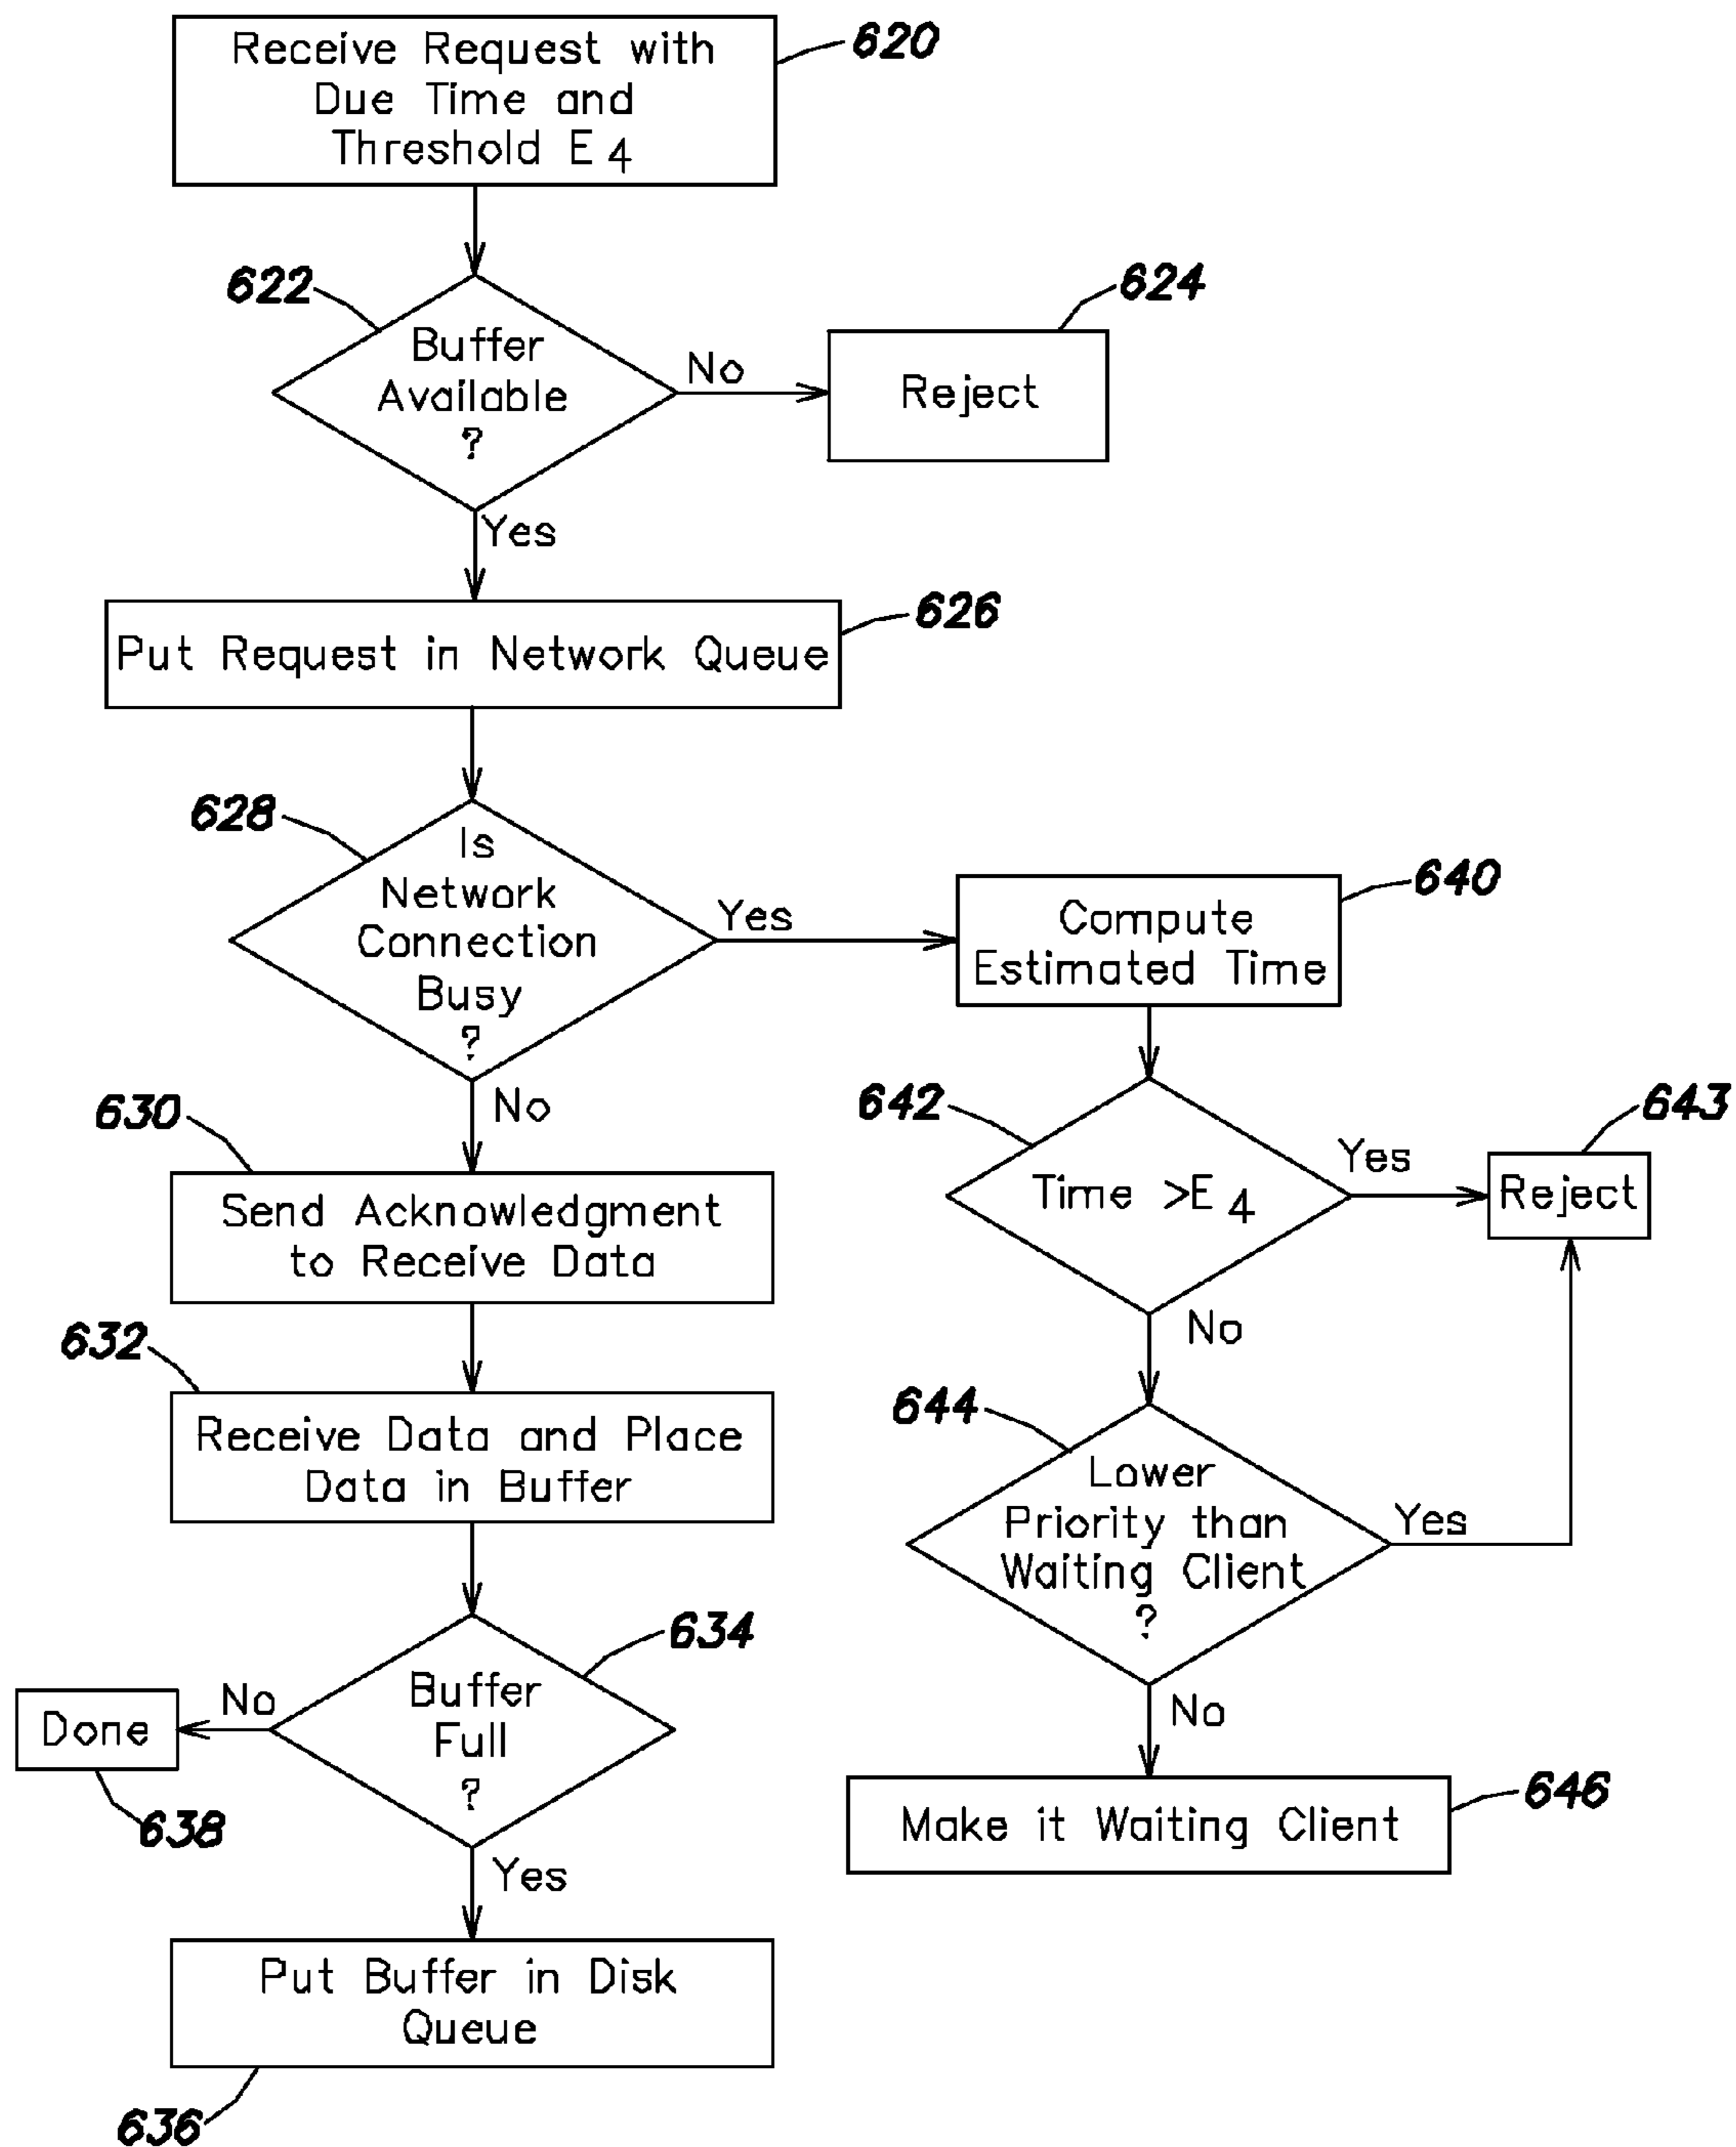 Receive Request with
Due Time and
Threshold E4
620
622
Buffer
Available
?
No
624
Reject
Yes
626
Put Request in Network Queue
628
Is
Network
Connection
Busy
?
Yes
640
Compute
Estimated Time
No
630
Send Acknowledgment
to Receive Data
642
Time >E4
Yes
643
Reject
No
632
Receive Data and Place
Data in Buffer
644
Lower
Priority than
Waiting Client
?
Yes
634
Buffer
Full
?
No
Done
638
No
646
Make it Waiting Client
Yes
Put Buffer in Disk
Queue
636